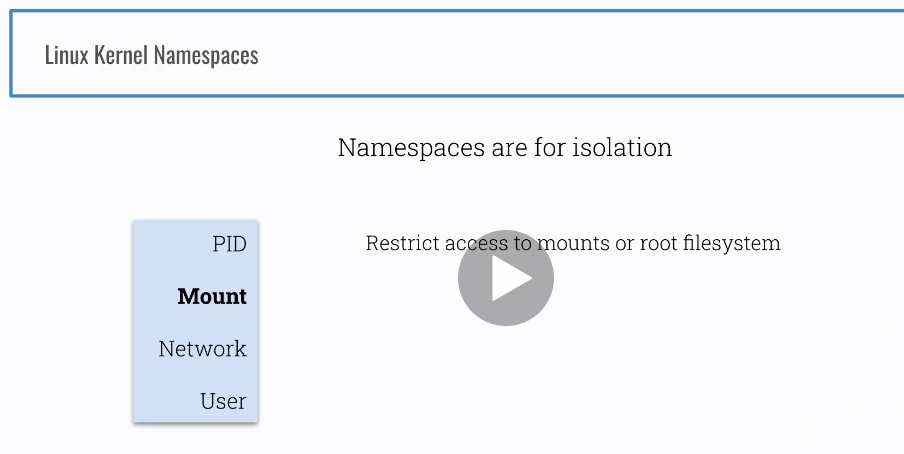 Linux Kernel Namespaces
Namespaces are for isolation
PID
Restrict access to mounts or root filesystem
Mount
Network
User